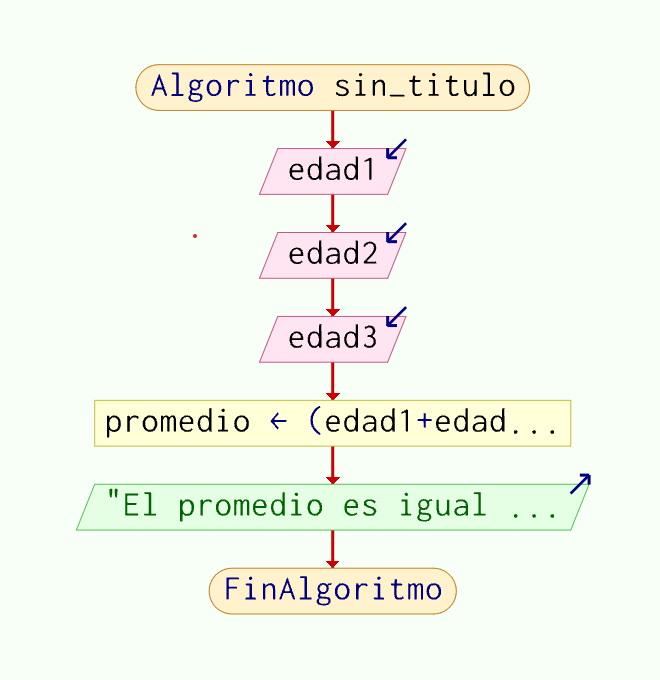 Algoritmo sin_titulo
edad1
edad2
edad3
promedio ← (edad1+edad...
"El promedio es igual ...
FinAlgoritmo